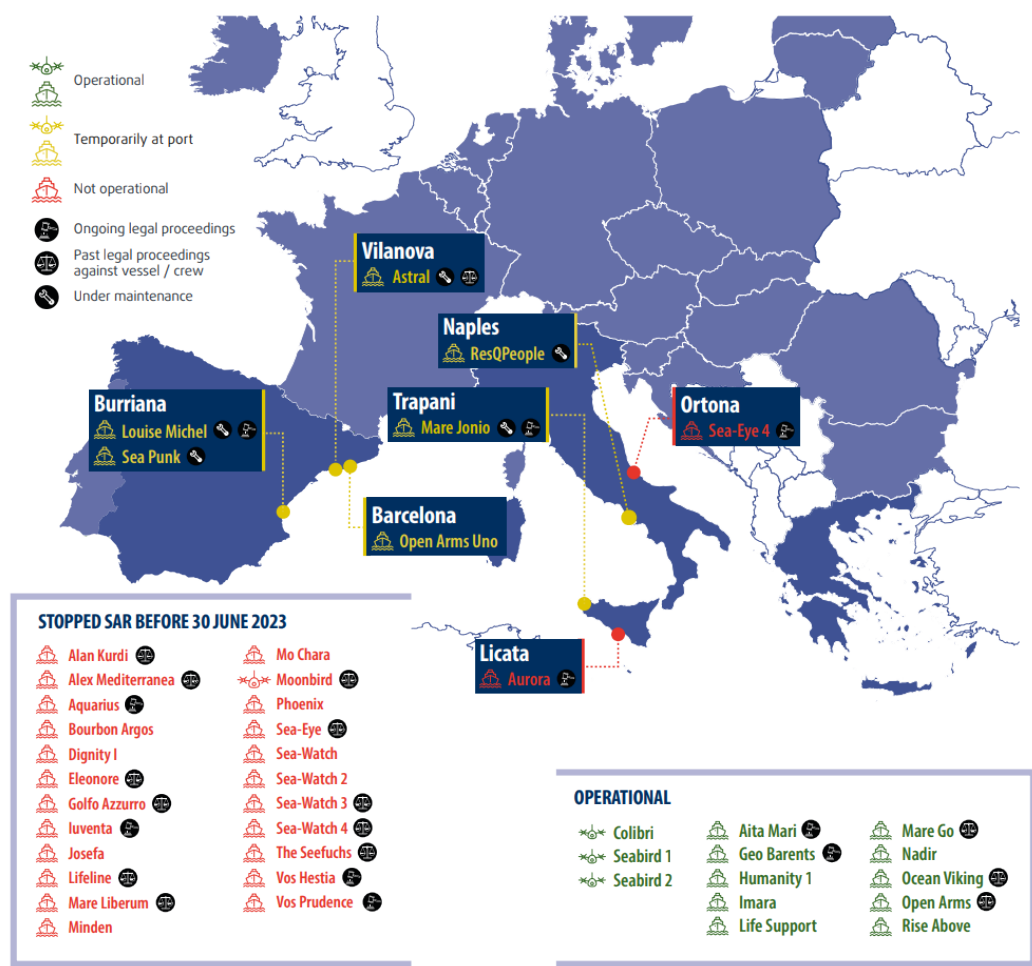 Operational
Temporarily at port
Not operational
Ongoing legal proceedings
Past legal proceedings
against vessel / crew
Under maintenance
Vilanova
Astral
Naples
ResQPeople
Burriana
Louise Michel
Sea Punk
Trapani
Mare Jonio
Ortona
Sea-Eye 4
Barcelona
Open Arms Uno
Licata
Aurora
STOPPED SAR BEFORE 30 JUNE 2023
Alan Kurdi
Alex Mediterranea
Aquarius
Bourbon Argos
Dignity I
Eleonore
Golfo Azzurro
Iuventa
Josefa
Lifeline
Mare Liberum
Minden
Mo Chara
Moonbird
Phoenix
Sea-Eye
Sea-Watch
Sea-Watch 2
Sea-Watch 3
Sea-Watch 4
The Seefuchs
Vos Hestia
Vos Prudence
OPERATIONAL
Colibri
Seabird 1
Seabird 2
Aita Mari
Geo Barents
Humanity 1
Imara
Life Support
Mare Go
Nadir
Ocean Viking
Open Arms
Rise Above